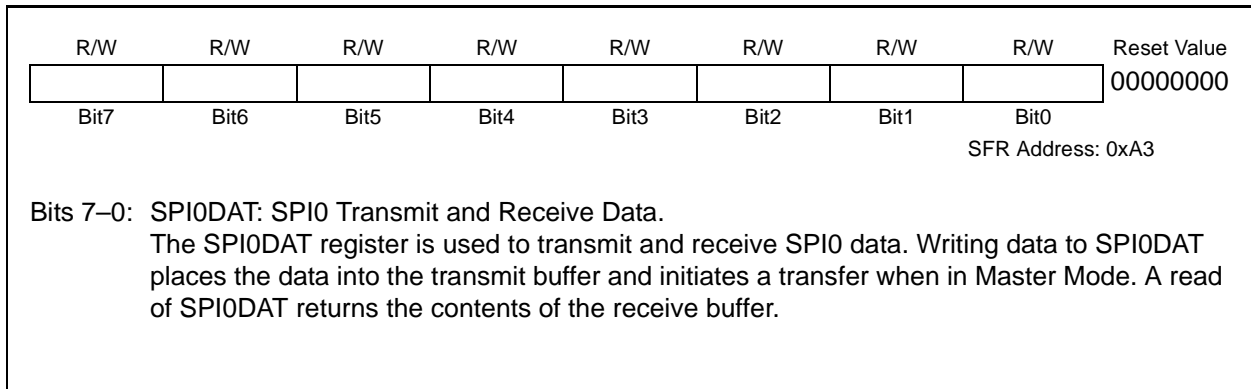 R/W R/W R/W R/W R/W R/W R/W R/W Reset Value
00000000
Bit7 Bit6 Bit5 Bit4 Bit3 Bit2 Bit1 Bit0
SFR Address: 0xA3
Bits 7–0: SPI0DAT: SPI0 Transmit and Receive Data.
The SPI0DAT register is used to transmit and receive SPI0 data. Writing data to SPI0DAT
places the data into the transmit buffer and initiates a transfer when in Master Mode. A read
of SPI0DAT returns the contents of the receive buffer.